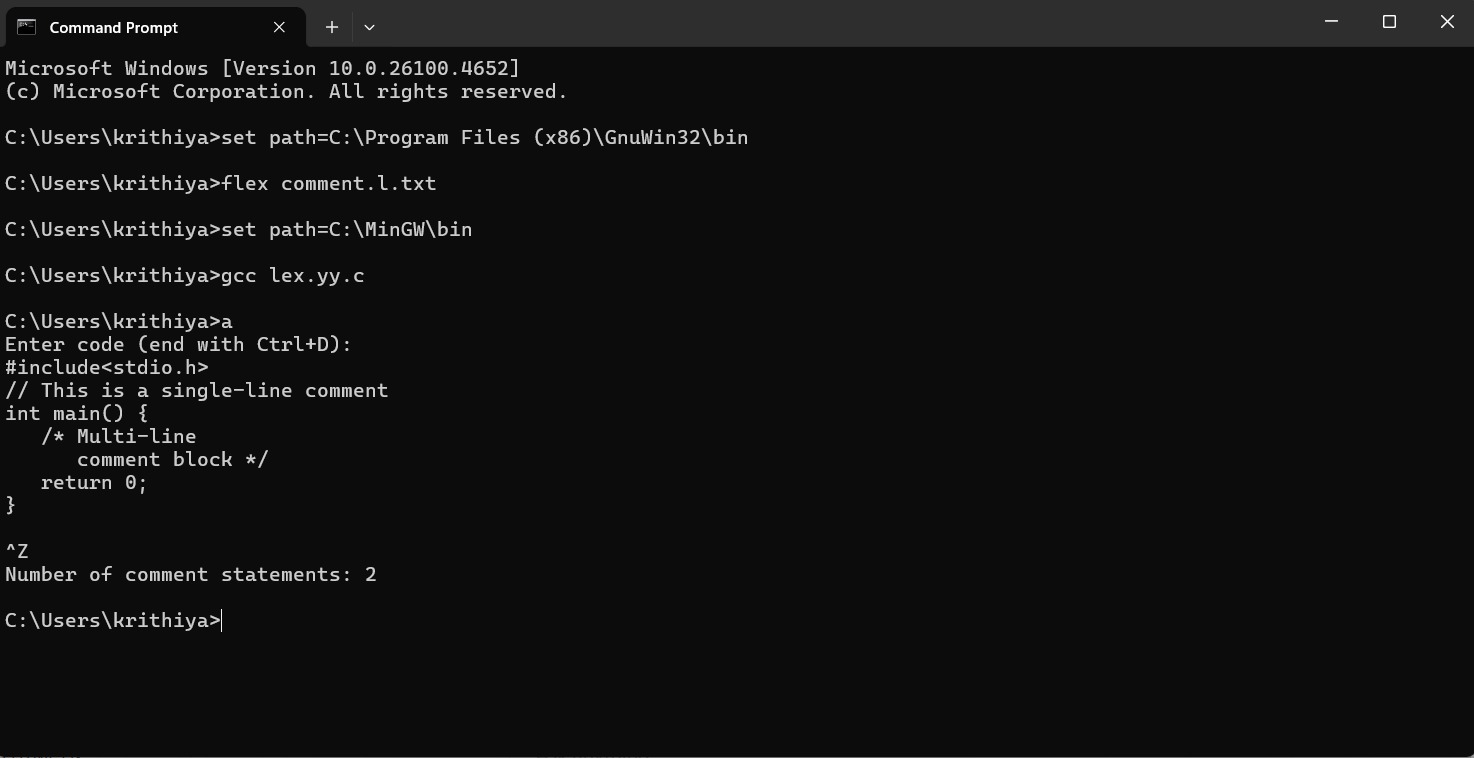 Command Prompt
Microsoft Windows [Version 10.0.26100.4652]
(c) Microsoft Corporation. All rights reserved.
C:\Users\krithiya>set path=C:\Program Files (x86)\GnuWin32\bin
C:\Users\krithiya>flex comment.l.txt
C:\Users\krithiya>set path=C:\MinGW\bin
C:\Users\krithiya>gcc lex.yy.c
C:\Users\krithiya>a
Enter code (end with Ctrl+D):
#include<stdio.h>
// This is a single-line comment
int main() {
   /* Multi-line
      comment block */
   return 0;
}
^Z
Number of comment statements: 2
C:\Users\krithiya>